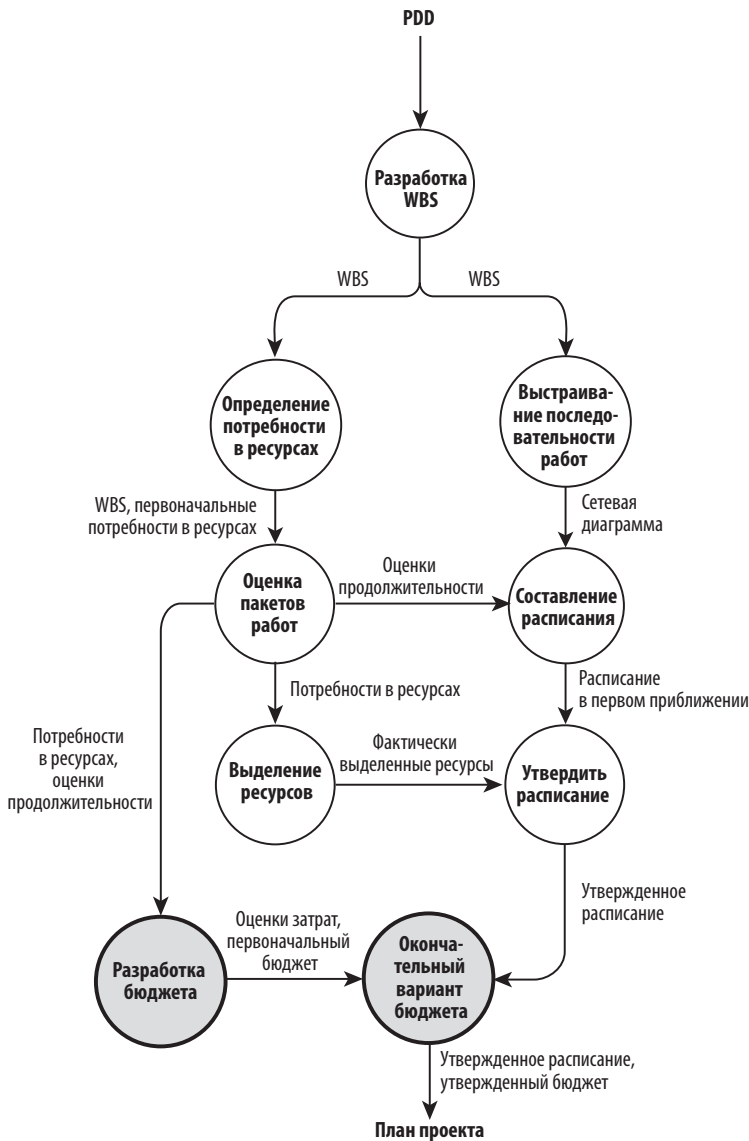 PDD
Разработка
WBS
WBS
WBS
Определение
потребности
в ресурсах
Выстраива-
ние последо-
вательности
работ
WBS, первоначальные
потребности в ресурсах
Сетевая
диаграмма
Оценка
пакетов
работ
Оценки
продолжительности
Составление
расписания
Потребности в ресурсах
Расписание
в первом приближении
Потребности
в ресурсах,
оценки
продолжительности
Выделение
ресурсов
Фактически
выделенные ресурсы
Утвердить
расписание
Утвержденное
расписание
Разработка
бюджета
Оценки затрат,
первоначальный
бюджет
Оконча-
тельный
вариант
бюджета
Утвержденное расписание,
утвержденный бюджет
План проекта